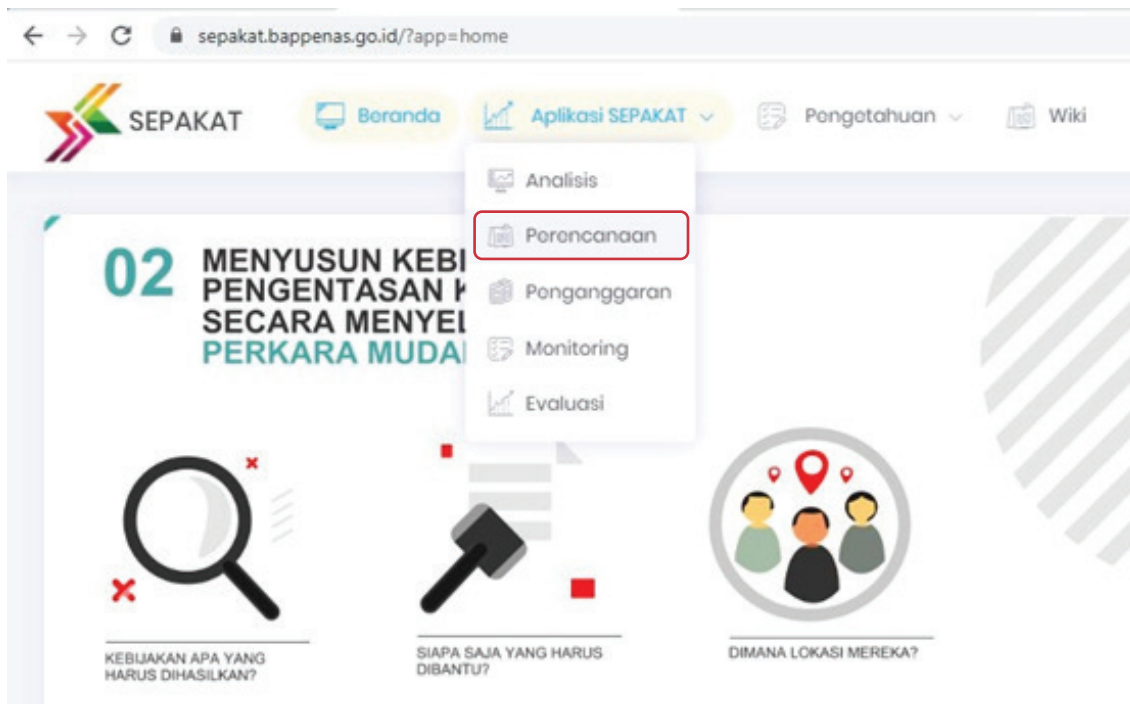 sepakat.bappenas.go.id/?app=home
SEPAKAT
Beranda
Aplikasi SEPAKAT
Pengetahuan
Wiki
Analisis
Perencanaan
Penganggaran
Monitoring
Evaluasi
02
MENYUSUN KEBI
PENGENTASAN K
SECARA MENYEL
PERKARA MUDA
KEBIJAKAN APA YANG
HARUS DIHASILKAN?
SIAPA SAJA YANG HARUS
DIBANTU?
DIMANA LOKASI MEREKA?